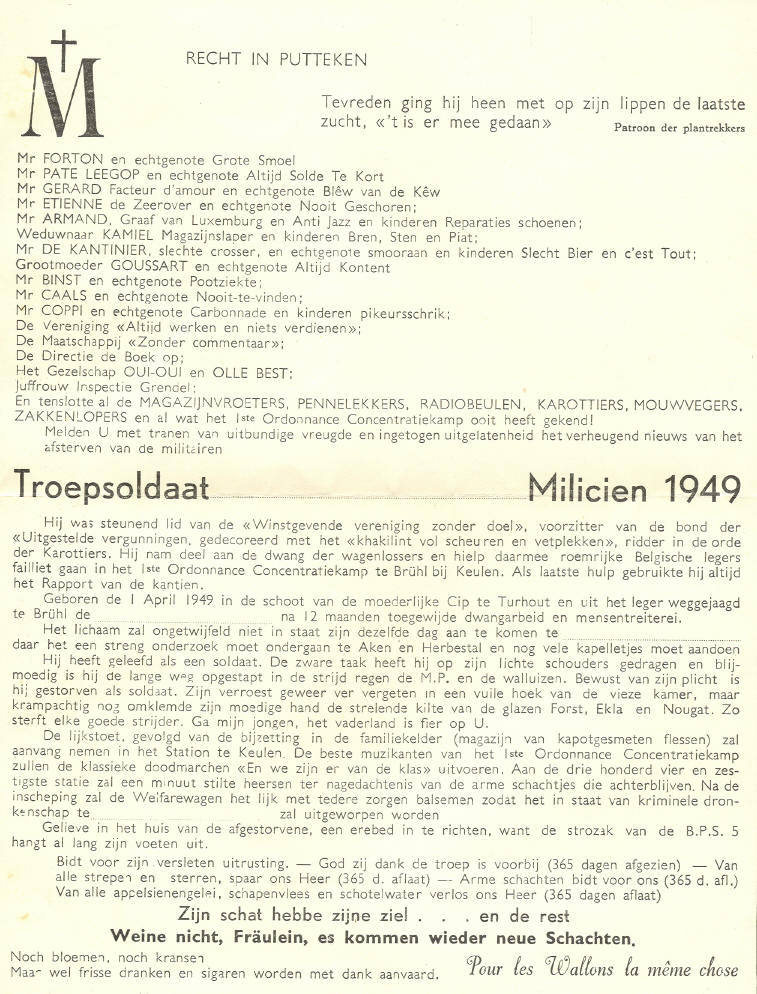 M
RECHT IN PUTTEKEN
Tevreden ging hij heen met op zijn lippen de laatste
zucht, «'t is er mee gedaan» Patroon der plantrekkers
Mr FORTON en echtgenote Grote Smoel
Mr PATE LEEGOP en echtgenote Altijd Solde Te Kort
Mr GERARD Facteur d'amour en echtgenote Blêw van de Kêw
Mr ETIENNE de Zeerover en echtgenote Nooit Geschoren;
Mr ARMAND, Graaf van Luxemburg en Anti Jazz en kinderen Reparaties schoenen;
Weduwnaar KAMIEL Magazijnslaper en kinderen Bren, Sten en Piat;
Mr DE KANTINIER, slechte crosser, en echtgenote smooraan en kinderen Slecht Bier en c'est Tout;
Grootmoeder GOUSSART en echtgenote Altijd Kontent
Mr BINST en echtgenote Pootziekte;
Mr CAALS en echtgenote Nooit-te-vinden;
Mr COPPI en echtgenote Carbonnade en kinderen pikeursschrik;
De Vereniging «Altijd werken en niets verdienen»;
De Maatschappij «Zonder commentaar»;
De Directie de Boek op;
Het Gezelschap OUI-OUI en OLLE BEST;
Juffrouw Inspectie Grendel;
En tenslotte al de MAGAZIJNVROETERS, PENNELEKKERS, RADIOBEULEN, KAROTTIERS, MOUWVEGERS,
ZAKKENLOPERS en al wat het 1ste Ordonnance Concentratiekamp ooit heeft gekend!
Melden U met tranen van uitbundige vreugde en ingetogen uitgelatenheid het verheugend nieuws van het
afsterven van de militairen
Troepsoldaat Milicien 1949
Hij was steunend lid van de «Winstgevende vereniging zonder doel», voorzitter van de bond der
«Uitgestelde vergunningen, gedecoreerd met het «khakilint vol scheuren en vetplekken», ridder in de orde
der Karottiers. Hij nam deel aan de dwang der wagenlossers en hielp daarmee roemrijke Belgische legers
failliet gaan in het 1ste Ordonnance Concentratiekamp te Brühl bij Keulen. Als laatste hulp gebruikte hij altijd
het Rapport van de kantien.
Geboren de 1 April 1949 in de schoot van de moederlijke Cip te Turhout en uit het leger weggejaagd
te Brühl de na 12 maanden toegewijde dwangarbeid en mensentreiterei.
Het lichaam zal ongetwijfeld niet in staat zijn dezelfde dag aan te komen te
daar het een streng onderzoek moet ondergaan te Aken en Herbestal en nog vele kapelletjes moet aandoen
Hij heeft geleefd als een soldaat. De zware taak heeft hij op zijn lichte schouders gedragen en blij-
moedig is hij de lange weg opgestapt in de strijd regen de M.P. en de walluizen. Bewust van zijn plicht is
hij gestorven als soldaat. Zijn verroest geweer ver vergeten in een vuile hoek van de vieze kamer, maar
krampachtig nog omklemde zijn moedige hand de strelende kilte van de glazen Forst, Ekla en Nougat. Zo
sterft elke goede strijder. Ga mijn jongen, het vaderland is fier op U.
De lijkstoet, gevolgd van de bijzetting in de familiekelder (magazijn van kapotgesmeten flessen) zal
aanvang nemen in het Station te Keulen. De beste muzikanten van het 1ste Ordonnance Concentratiekamp
zullen de klassieke doodmarchen «En we zijn er van de klas» uitvoeren. Aan de drie honderd vier en zes-
tigste statie zal een minuut stilte heersen ter nagedachtenis van de arme schachtjes die achterblijven. Na de
inscheping zal de Welfarewagen het lijk met tedere zorgen balsemen zodat het in staat van kriminele dron-
kenschap te zal uitgeworpen worden
Gelieve in het huis van de afgestorvene, een erebed in te richten, want de strozak van de B.P.S. 5
hangt al lang zijn voeten uit.
Bidt voor zijn versleten uitrusting. — God zij dank de troep is voorbij (365 dagen afgezien) — Van
alle strepen en sterren, spaar ons Heer (365 d. aflaat) — Arme schachten bidt voor ons (365 d. afl.)
Van alle appelsienengelei, schapenvlees en schotelwater verlos ons Heer (365 dagen aflaat)
Zijn schat hebbe zijne ziel . . . en de rest
Weine nicht, Fräulein, es kommen wieder neue Schachten.
Noch bloemen, noch kransen
Maar wel frisse dranken en sigaren worden met dank aanvaard. Pour les Wallons la même chose